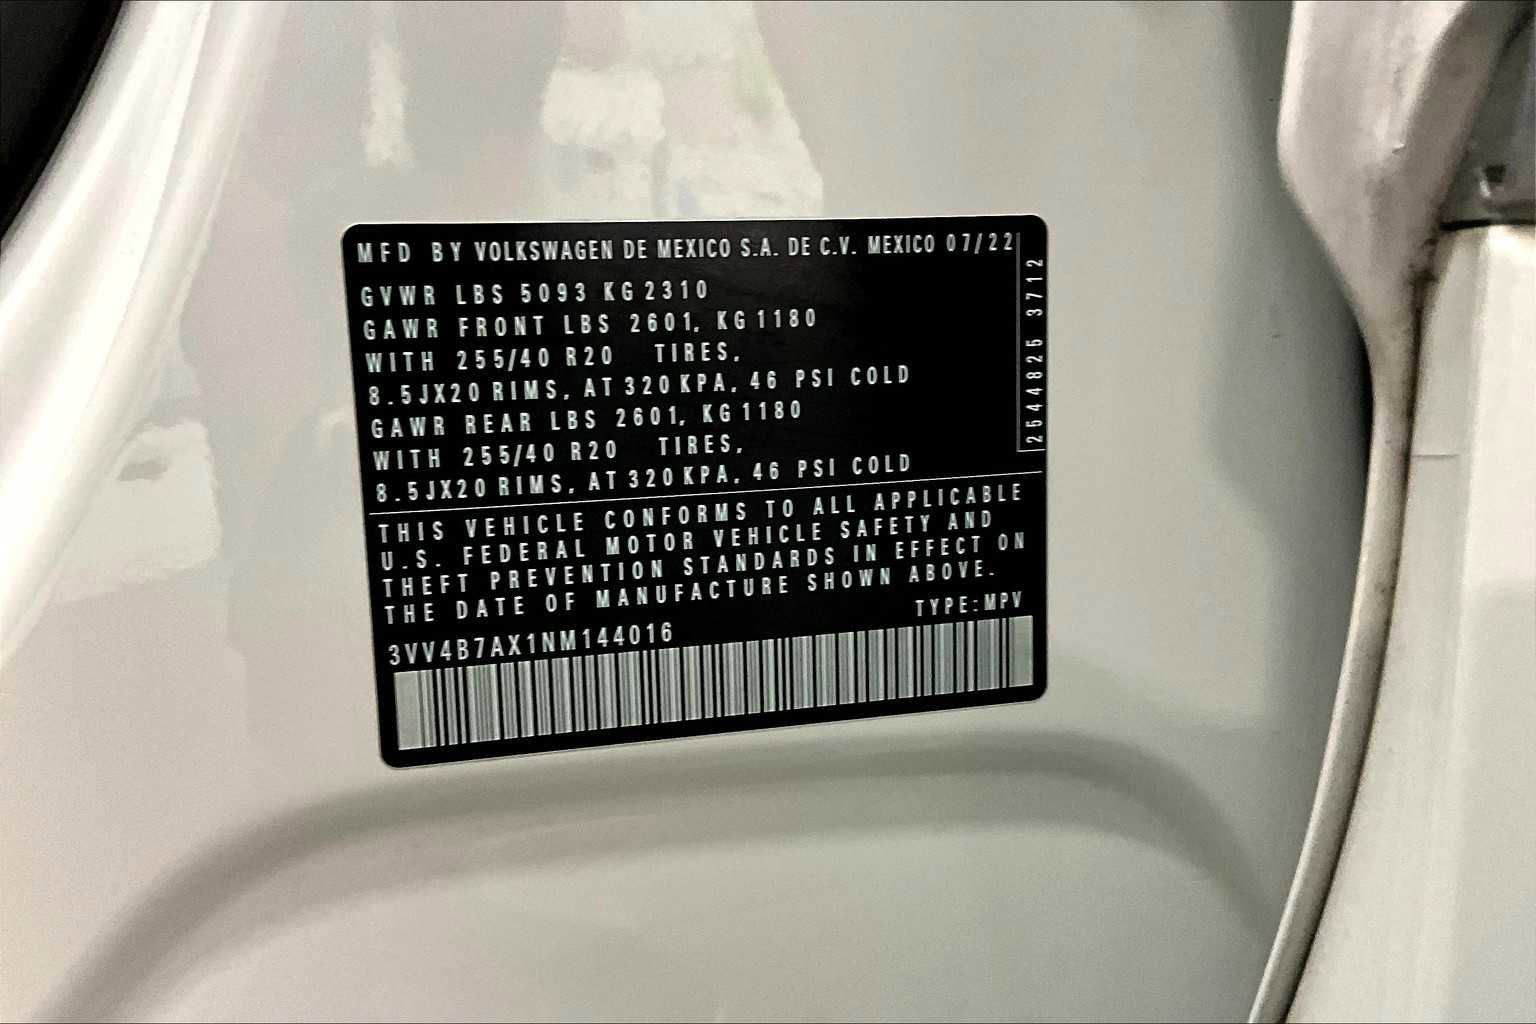 MFD BY VOLKSWAGEN DE MEXICO S.A. DE C.V. MEXICO 07/22
GVWR LBS 5093 KG 2310
GAWR FRONT LBS 2601, KG 1180
WITH 255/40 R20 TIRES,
8.5JX20 RIMS, AT 320 KPA, 46 PSI COLD
GAWR REAR LBS 2601, KG 1180
WITH 255/40 R20 TIRES,
8.5JX20 RIMS, AT 320 KPA, 46 PSI COLD
2544825 3712
THIS VEHICLE CONFORMS TO ALL APPLICABLE
U.S. FEDERAL MOTOR VEHICLE SAFETY AND
THEFT PREVENTION STANDARDS IN EFFECT ON
THE DATE OF MANUFACTURE SHOWN ABOVE.
TYPE:MPV
3VV4B7AX1NM144016